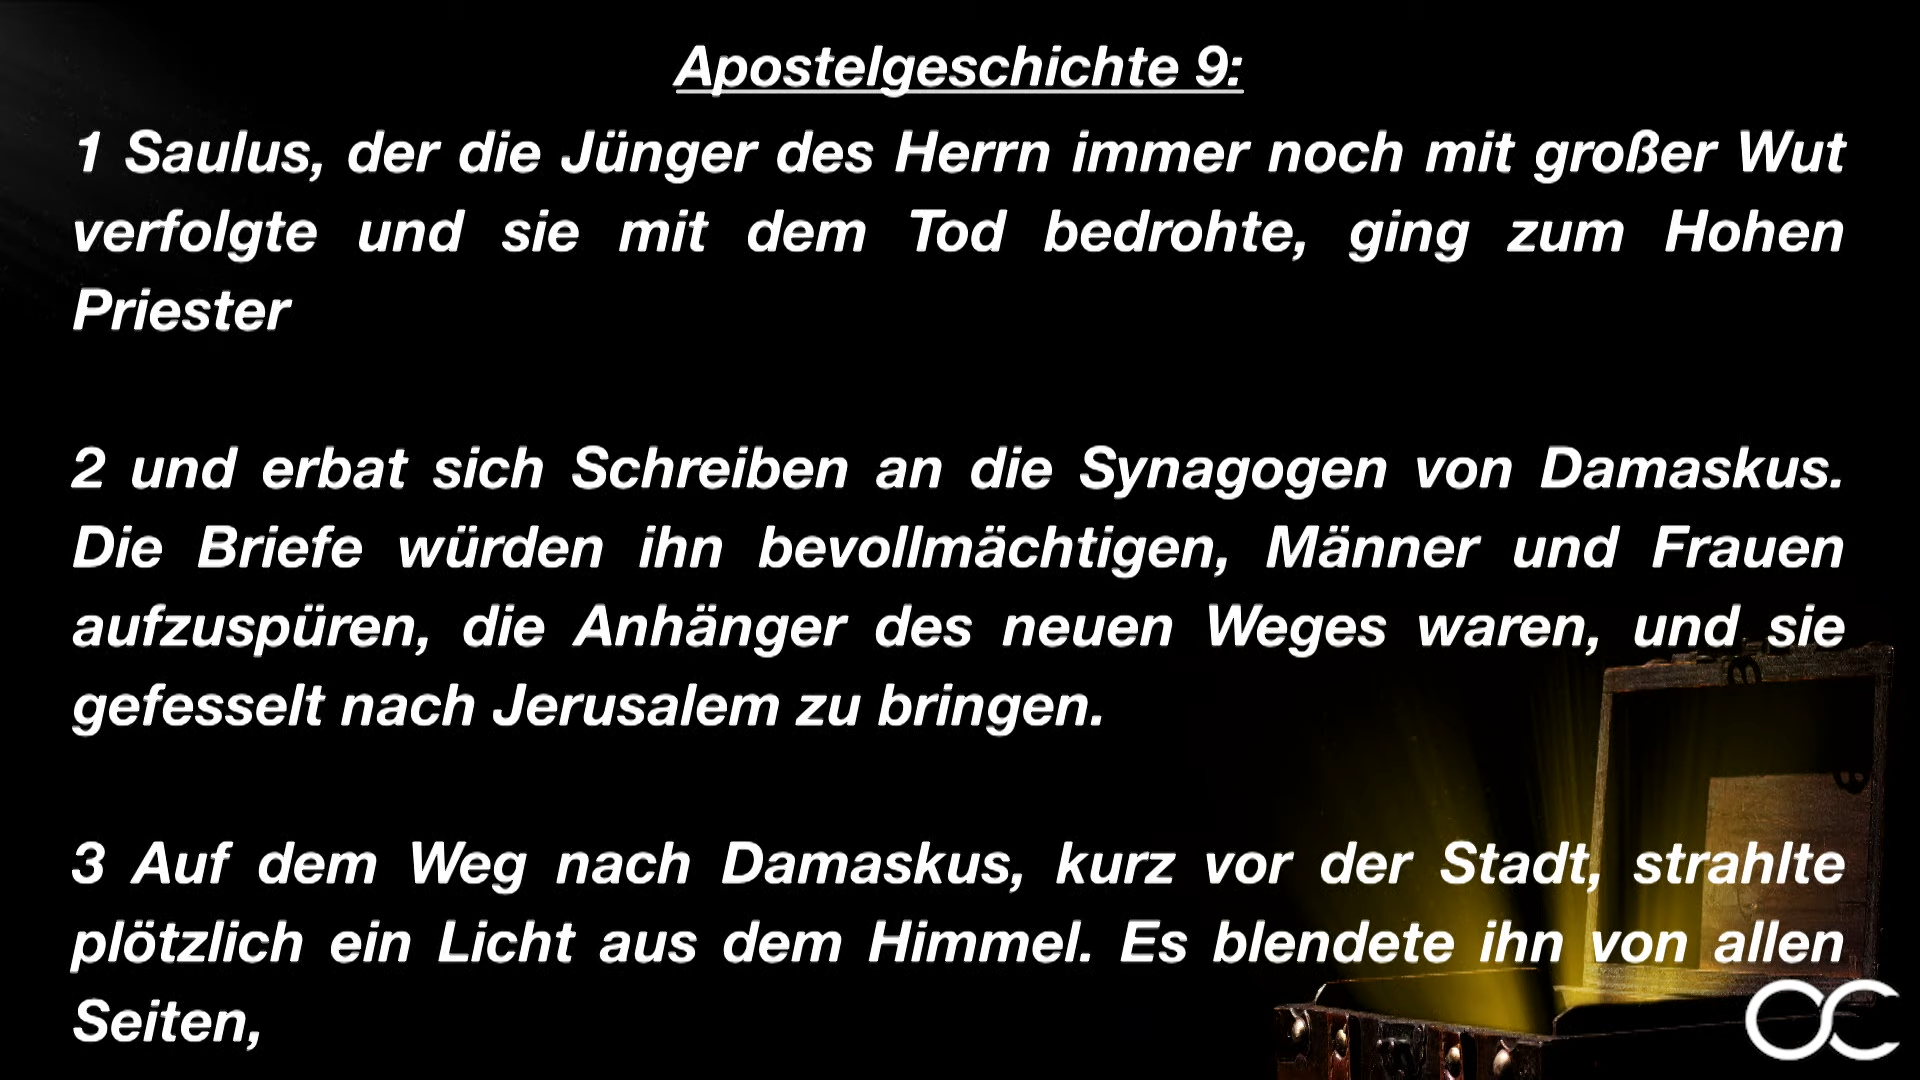 Apostelgeschichte 9:
1 Saulus, der die Jünger des Herrn immer noch mit großer Wut
verfolgte und sie mit dem Tod bedrohte, ging zum Hohen
Priester
2 und erbat sich Schreiben an die Synagogen von Damaskus.
Die Briefe würden ihn bevollmächtigen, Männer und Frauen
aufzuspüren, die Anhänger des neuen Weges waren, und sie
gefesselt nach Jerusalem zu bringen.
3 Auf dem Weg nach Damaskus, kurz vor der Stadt, strahlte
plötzlich ein Licht aus dem Himmel. Es blendete ihn von allen
Seiten,
OC